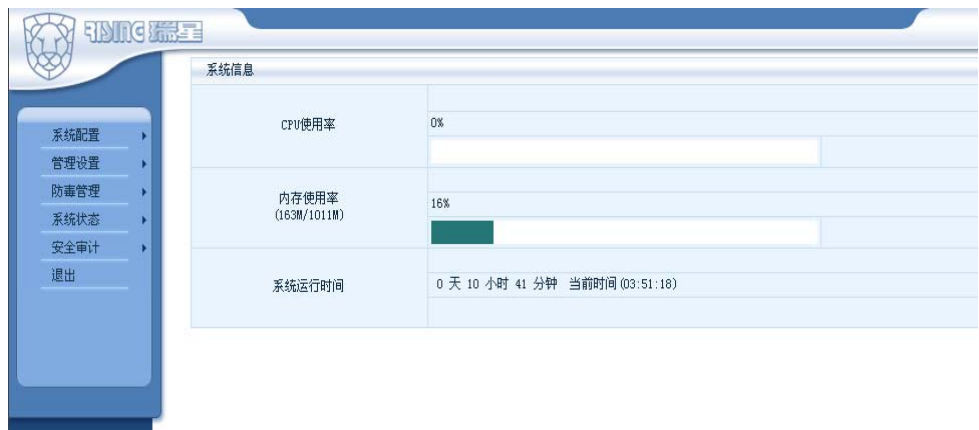 RISING 瑞星
系统信息
系统配置
管理设置
防毒管理
系统状态
安全审计
退出
CPU使用率
0%
内存使用率
(163M/1011M)
16%
系统运行时间
0 天 10 小时 41 分钟 当前时间(03:51:18)